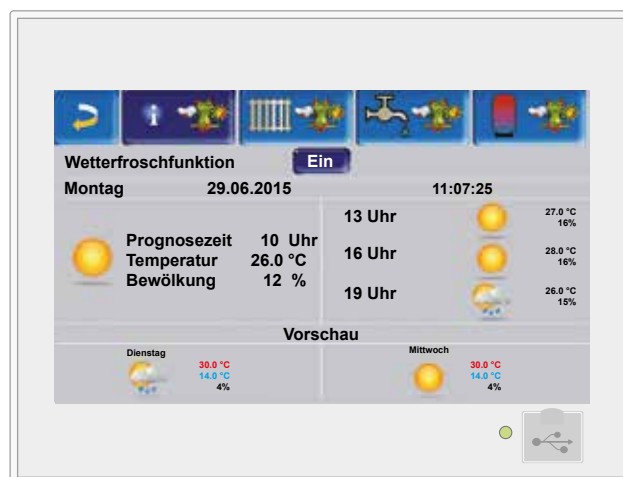 Wetterfroschfunktion Ein
Montag 29.06.2015 11:07:25
Prognosezeit 10 Uhr
Temperatur 26.0 °C
Bewölkung 12 %
13 Uhr 27.0 °C
16%
16 Uhr 28.0 °C
16%
19 Uhr 26.0 °C
15%
Vorschau
Dienstag
30.0 °C
14.0 °C
4%
Mittwoch
30.0 °C
14.0 °C
4%